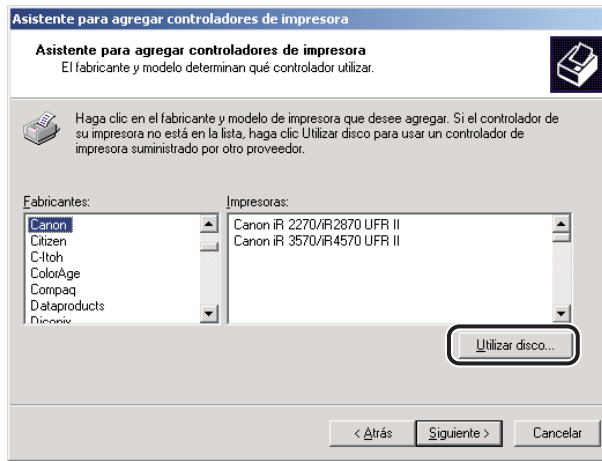 Asistente para agregar controladores de impresora
Asistente para agregar controladores de impresora
El fabricante y modelo determinan qué controlador utilizar.
Haga clic en el fabricante y modelo de impresora que desee agregar. Si el controlador de
su impresora no está en la lista, haga clic Utilizar disco para usar un controlador de
impresora suministrado por otro proveedor.
Fabricantes:
Impresoras:
Canon
Citizen
C-Itoh
ColorAge
Compaq
Dataproducts
Diconix
Canon iR 2270/iR2870 UFR II
Canon iR 3570/iR4570 UFR II
Utilizar disco...
< Atrás
Siguiente >
Cancelar